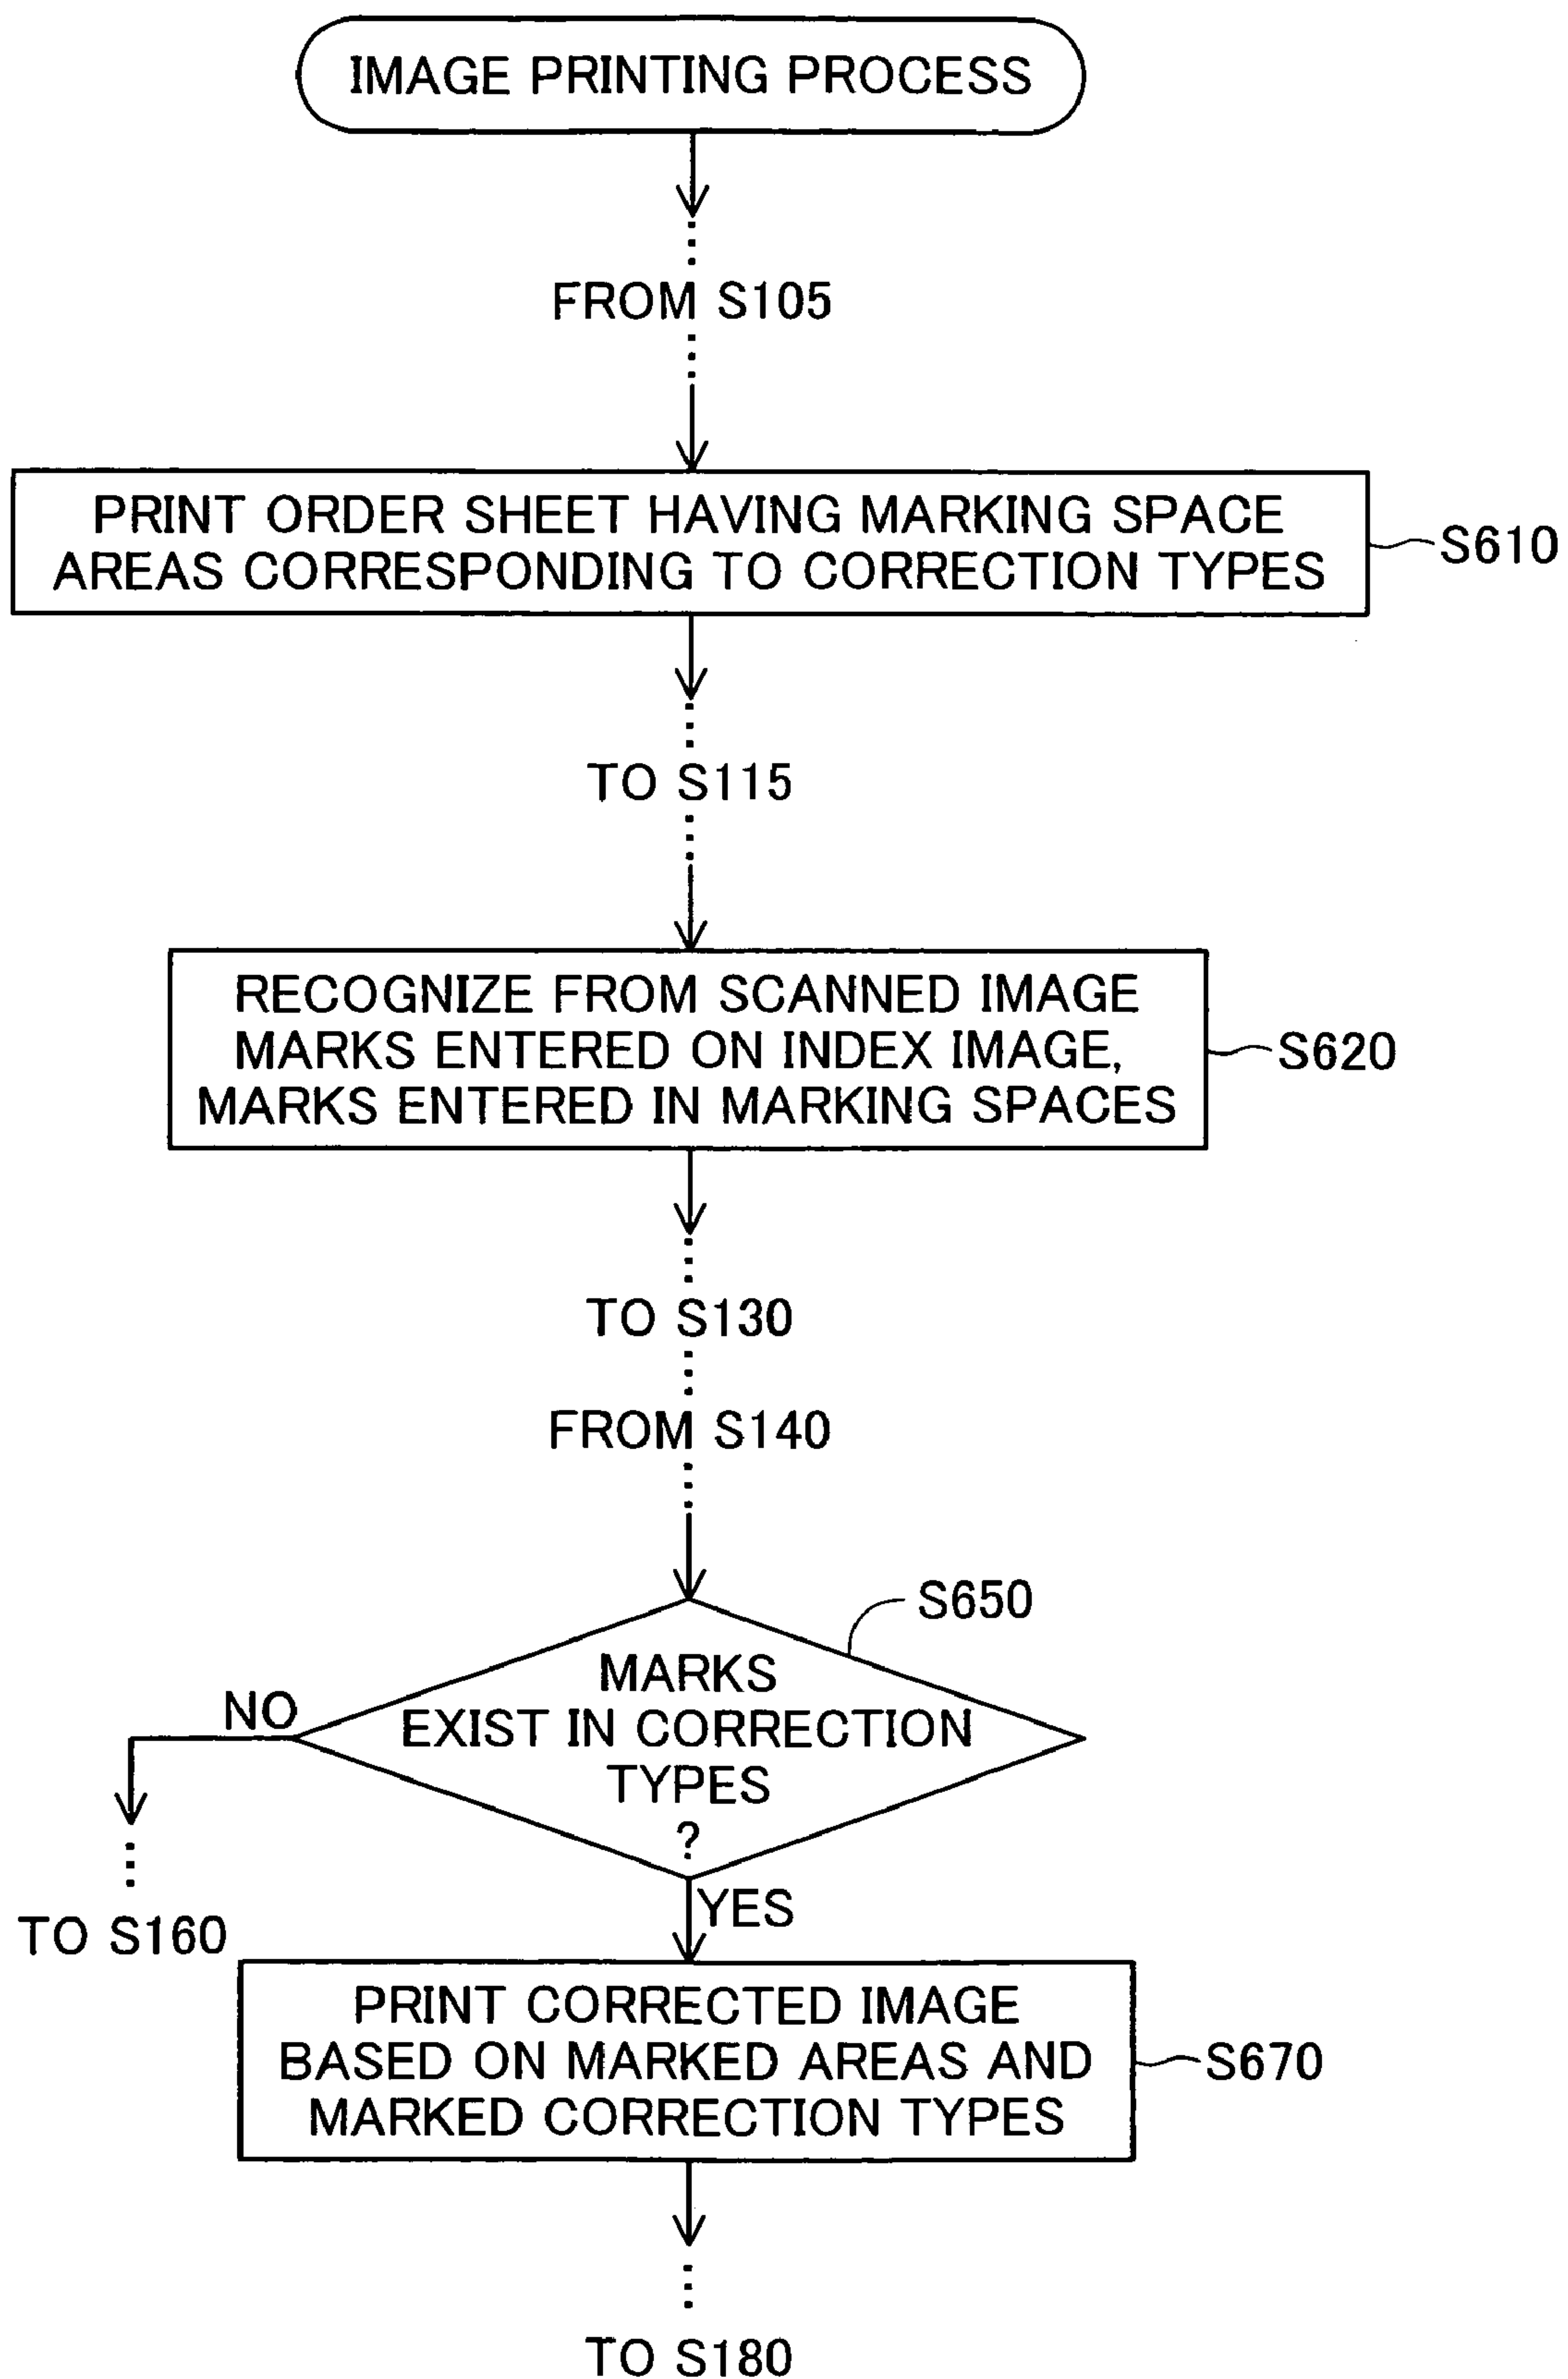 IMAGE PRINTING PROCESS
FROM S105
PRINT ORDER SHEET HAVING MARKING SPACE
AREAS CORRESPONDING TO CORRECTION TYPES
S610
TO S115
RECOGNIZE FROM SCANNED IMAGE
MARKS ENTERED ON INDEX IMAGE,
MARKS ENTERED IN MARKING SPACES
S620
TO S130
FROM S140
S650
MARKS
EXIST IN CORRECTION
TYPES
?
NO
YES
TO S160
PRINT CORRECTED IMAGE
BASED ON MARKED AREAS AND
MARKED CORRECTION TYPES
S670
TO S180